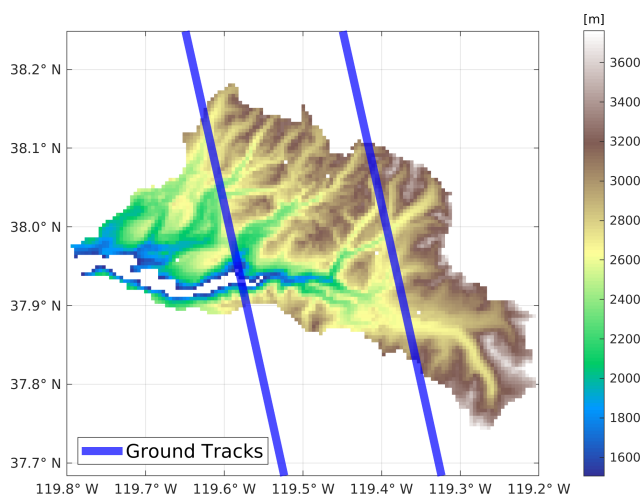 [m]
38.2° N
38.1° N
38.0° N
37.9° N
37.8° N
37.7° N
119.8° W 119.7° W 119.6° W 119.5° W 119.4° W 119.3° W 119.2° W
Ground Tracks
3600
3400
3200
3000
2800
2600
2400
2200
2000
1800
1600